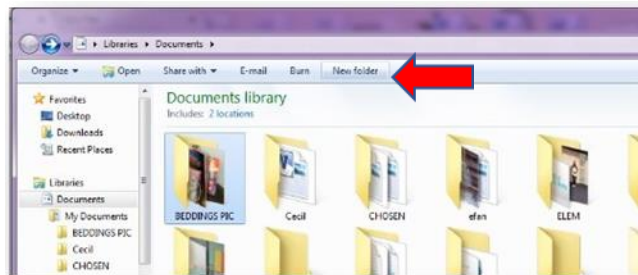 Libraries ▸ Documents ▸
Organize Open Share with E-mail Burn New folder
Favorites
Desktop
Downloads
Recent Places
Libraries
Documents
My Documents
BEDDINGS PIC
Cecil
CHOSEN
Documents library
Includes: 2 locations
BEDDINGS PIC Cecil CHOSEN efan ELEM